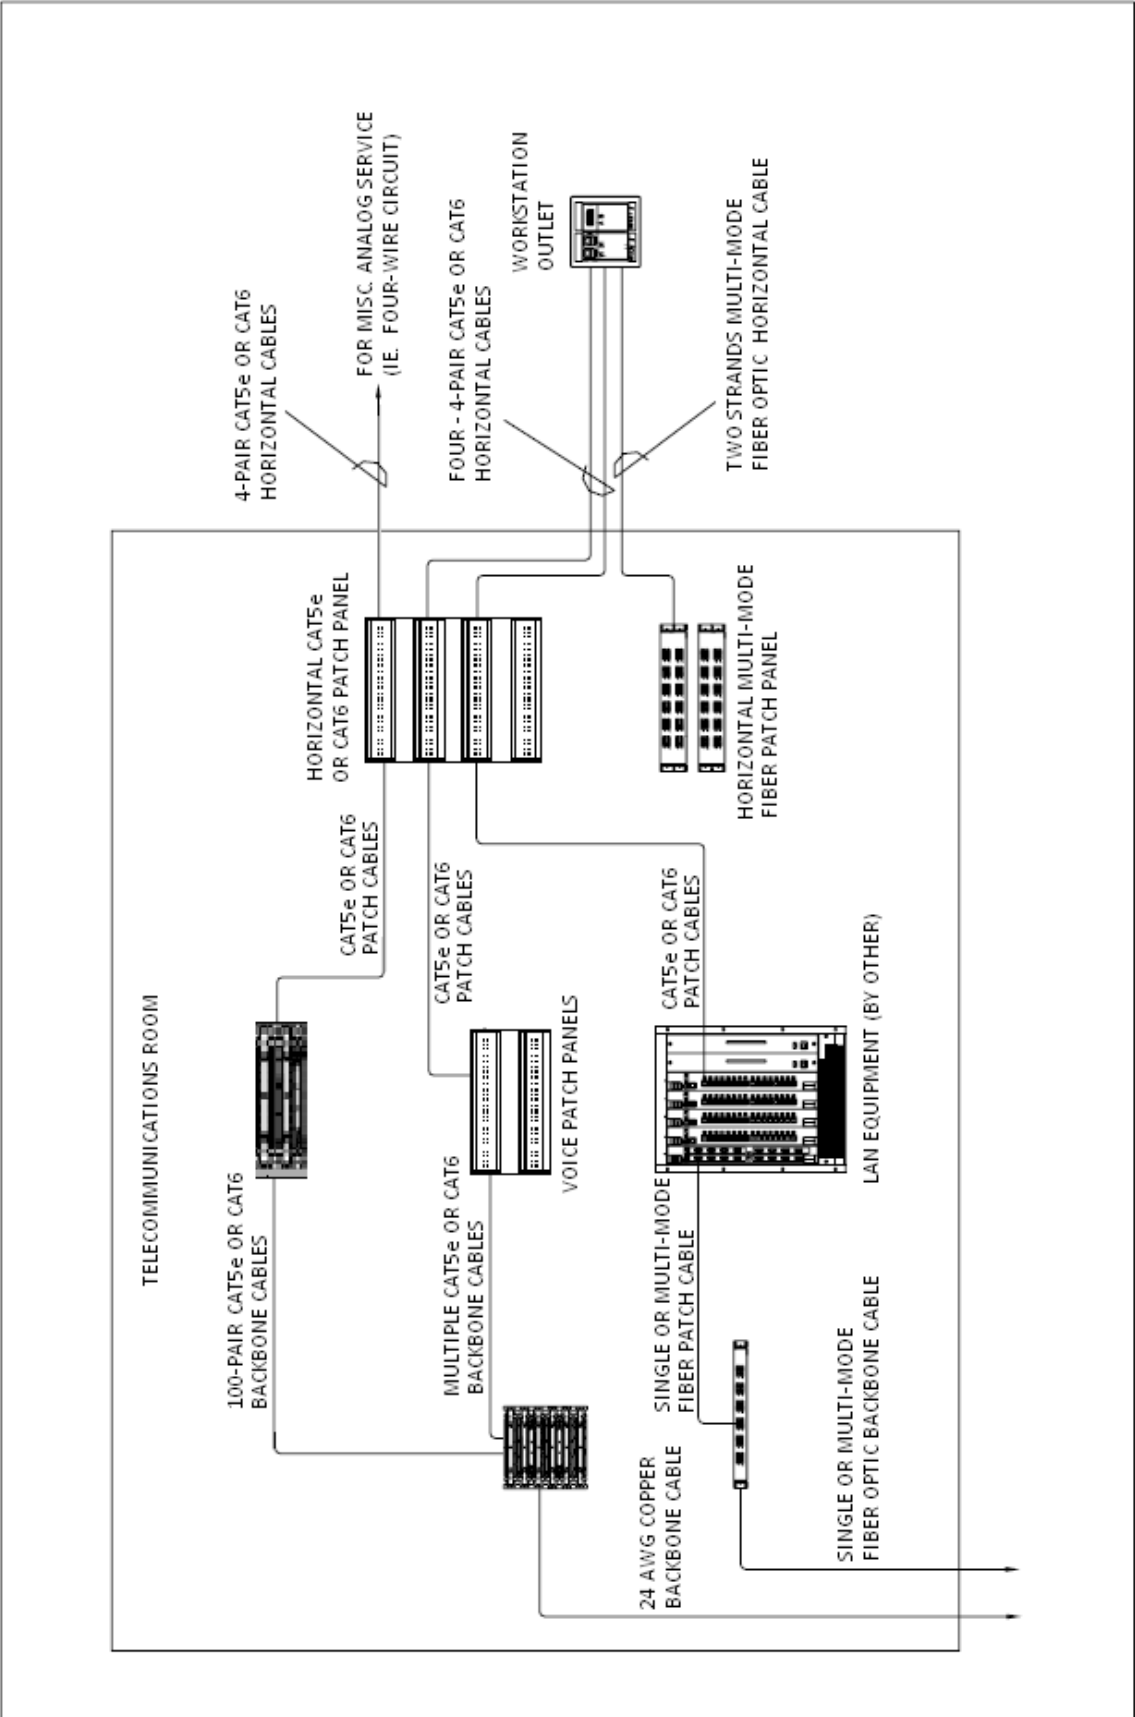 TELECOMMUNICATIONS ROOM
100-PAIR CAT5e OR CAT6
BACKBONE CABLES
CAT5e OR CAT6
PATCH CABLES
HORIZONTAL CAT5e
OR CAT6 PATCH PANEL
4-PAIR CAT5e OR CAT6
HORIZONTAL CABLES
FOR MISC. ANALOG SERVICE
(IE. FOUR-WIRE CIRCUIT)
MULTIPLE CAT5e OR CAT6
BACKBONE CABLES
CAT5e OR CAT6
PATCH CABLES
VOICE PATCH PANELS
FOUR - 4-PAIR CAT5e OR CAT6
HORIZONTAL CABLES
WORKSTATION
OUTLET
24 AWG COPPER
BACKBONE CABLE
SINGLE OR MULTI-MODE
FIBER PATCH CABLE
CAT5e OR CAT6
PATCH CABLES
HORIZONTAL MULTI-MODE
FIBER PATCH PANEL
TWO STRANDS MULTI-MODE
FIBER OPTIC HORIZONTAL CABLE
SINGLE OR MULTI-MODE
FIBER OPTIC BACKBONE CABLE
LAN EQUIPMENT (BY OTHER)